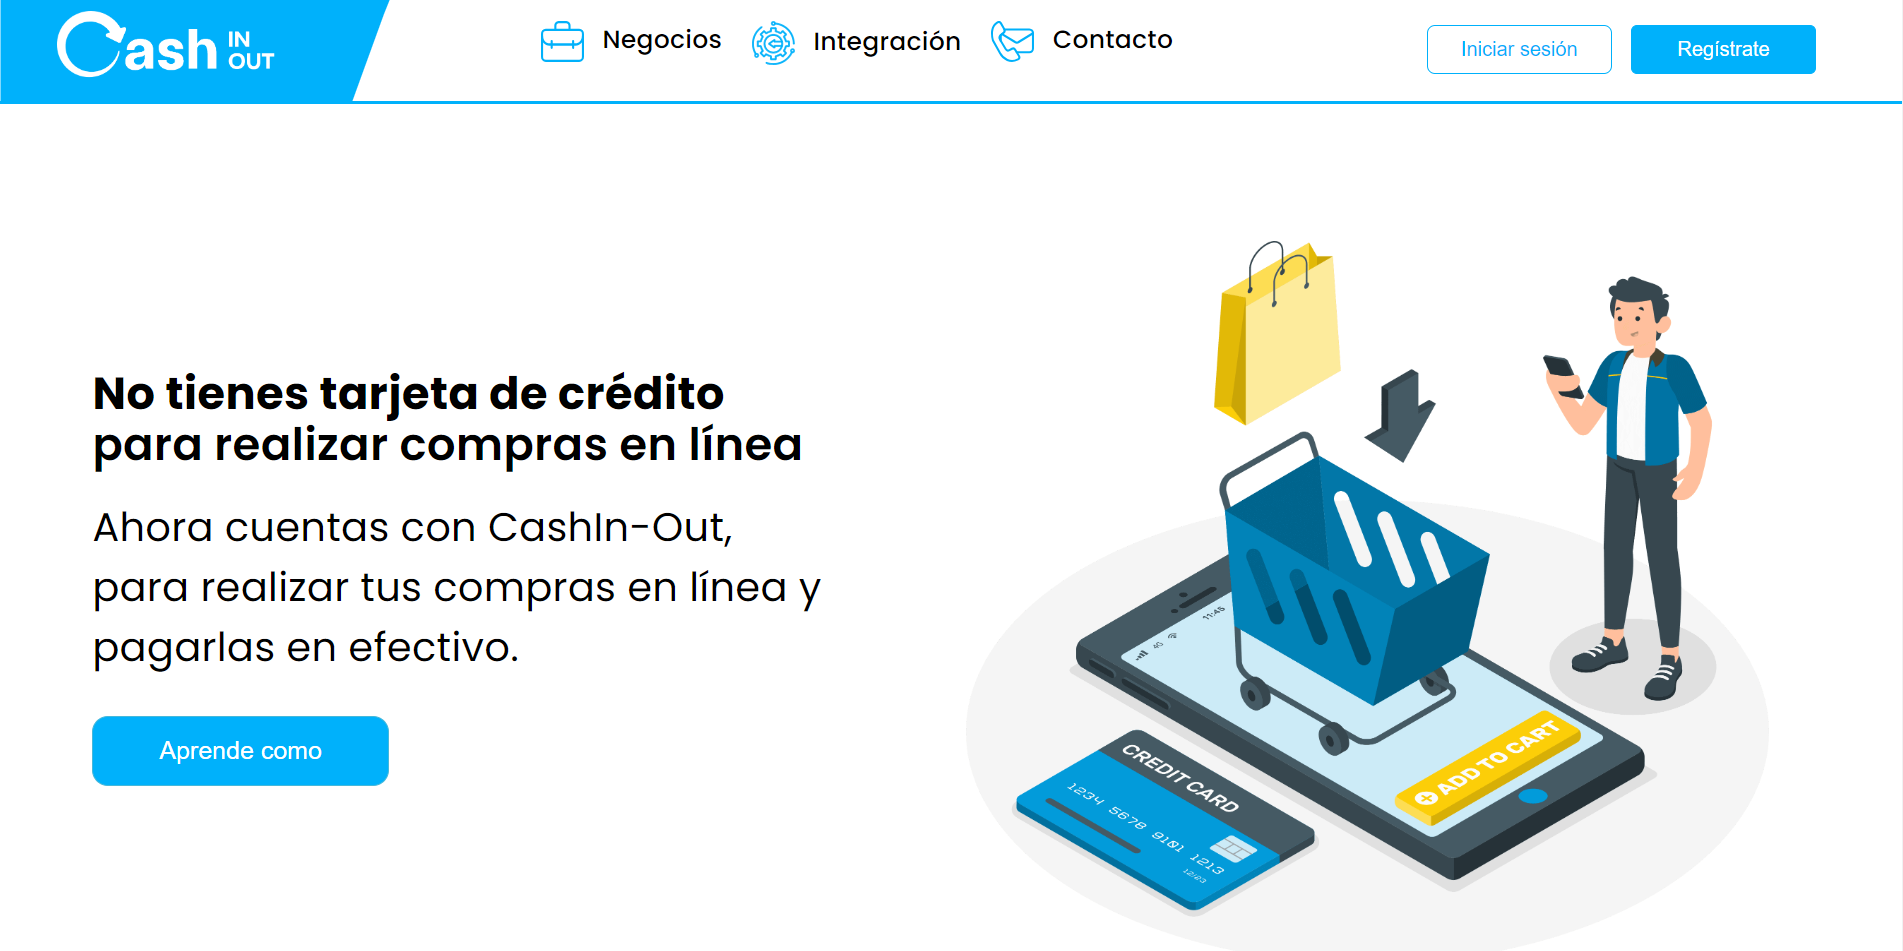 Cash IN OUT
Negocios
Integración
Contacto
Iniciar sesión
Regístrate
No tienes tarjeta de crédito
para realizar compras en línea
Ahora cuentas con CashIn-Out,
para realizar tus compras en línea y
pagarlas en efectivo.
Aprende como
4G
11:45
ADD TO CART
CREDIT CARD
1234 5678 9101 1213
12/23